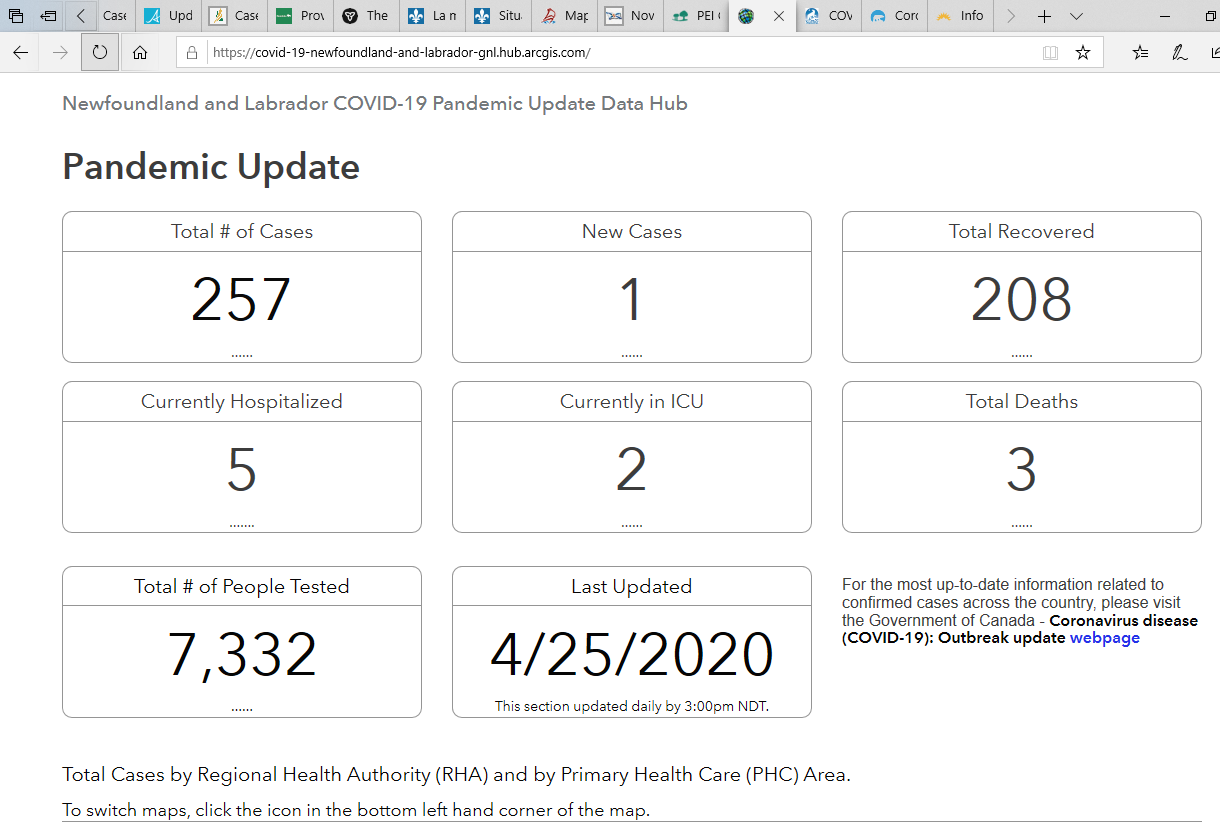 Case
Upd
Case
Prov
The
La m
Situ
Map
Nov
PEI
COV
Coro
Info
https://covid-19-newfoundland-and-labrador-gnl.hub.arcgis.com/
Newfoundland and Labrador COVID-19 Pandemic Update Data Hub
Pandemic Update
Total # of Cases
257
......
New Cases
1
......
Total Recovered
208
......
Currently Hospitalized
5
.......
Currently in ICU
2
......
Total Deaths
3
......
Total # of People Tested
7,332
......
Last Updated
4/25/2020
This section updated daily by 3:00pm NDT.
For the most up-to-date information related to
confirmed cases across the country, please visit
the Government of Canada - Coronavirus disease
(COVID-19): Outbreak update webpage
Total Cases by Regional Health Authority (RHA) and by Primary Health Care (PHC) Area.
To switch maps, click the icon in the bottom left hand corner of the map.